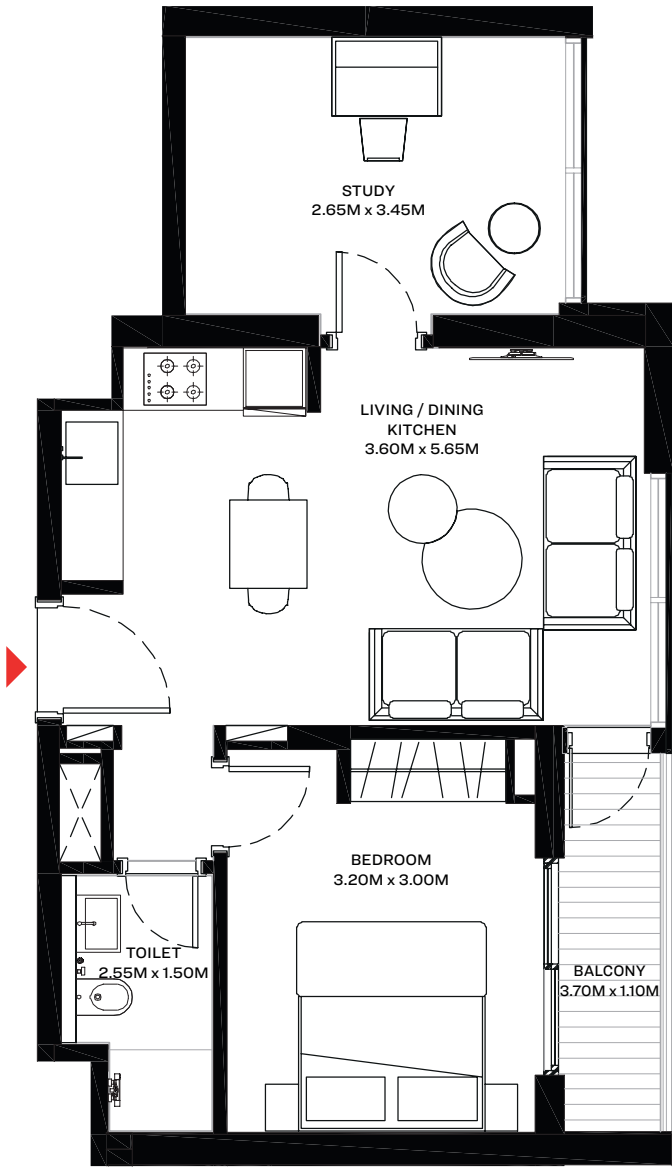 STUDY
2.65M x 3.45M
LIVING / DINING
KITCHEN
3.60M x 5.65M
BEDROOM
3.20M x 3.00M
TOILET
2.55M x 1.50M
BALCONY
3.70M x 1.10M